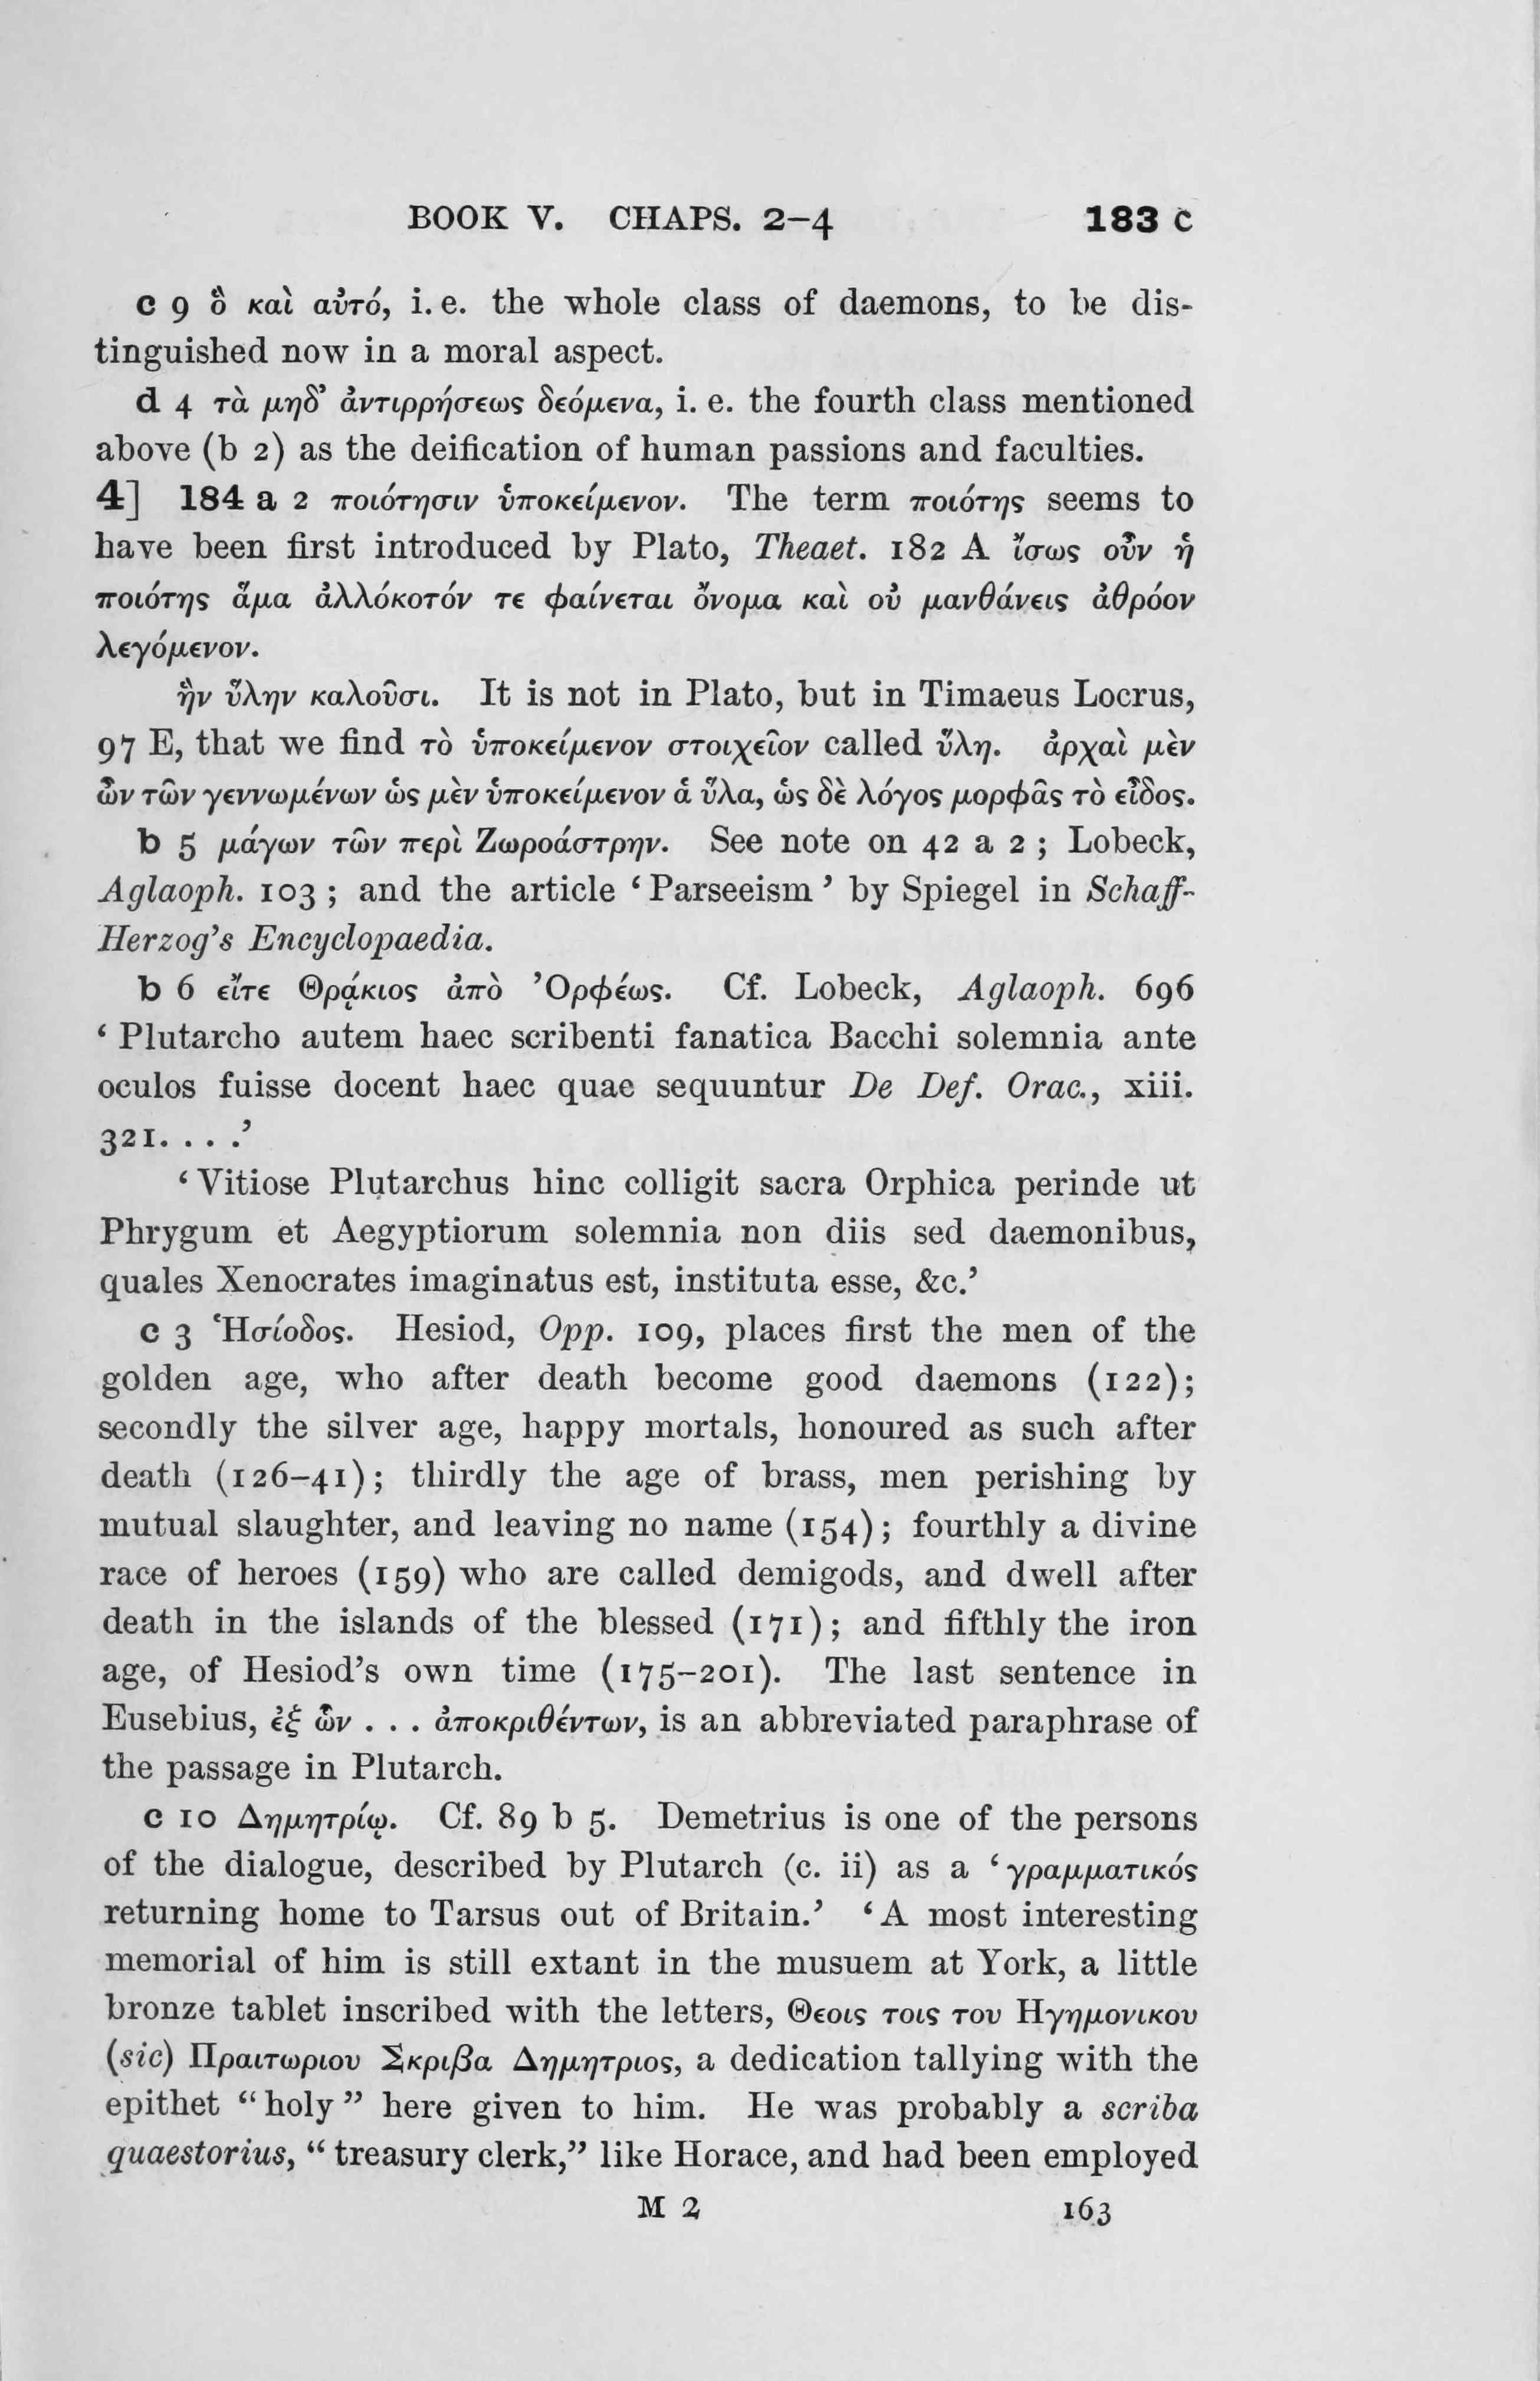 BOOK V. CHAPS. 2–4 183 c
c 9 ὃ καὶ αὐτό, i. e. the whole class of daemons, to be dis-
tinguished now in a moral aspect.
d 4 τὰ μηδ’ ἀντιρρήσεως δεόμενα, i. e. the fourth class mentioned
above (b 2) as the deification of human passions and faculties.
4] 184 a 2 ποιότησιν ὑποκείμενον. The term ποιότης seems to
have been first introduced by Plato, Theaet. 182 A ἴσως οὖν ἡ
ποιότης ἅμα ἀλλόκοτόν τε φαίνεται ὄνομα καὶ οὐ μανθάνεις ἀθρόον
λεγόμενον.
ἣν ὕλην καλοῦσι. It is not in Plato, but in Timaeus Locrus,
97 E, that we find τὸ ὑποκείμενον στοιχεῖον called ὕλη. ἀρχαὶ μὲν
ὦν τῶν γεννωμένων ὡς μὲν ὑποκείμενον ἁ ὕλα, ὡς δὲ λόγος μορφᾶς τὸ εἶδος.
b 5 μάγων τῶν περὶ Ζωροάστρην. See note on 42 a 2 ; Lobeck,
Aglaoph. 103 ; and the article ‘ Parseeism ’ by Spiegel in Schaff-
Herzog’s Encyclopaedia.
b 6 εἴτε Θρᾴκιος ἀπὸ Ὀρφέως. Cf. Lobeck, Aglaoph. 696
‘ Plutarcho autem haec scribenti fanatica Bacchi solemnia ante
oculos fuisse docent haec quae sequuntur De Def. Orac., xiii.
321. . . .’
‘ Vitiose Plutarchus hinc colligit sacra Orphica perinde ut
Phrygum et Aegyptiorum solemnia non diis sed daemonibus,
quales Xenocrates imaginatus est, instituta esse, &c.’
c 3 Ἡσίοδος. Hesiod, Opp. 109, places first the men of the
golden age, who after death become good daemons (122);
secondly the silver age, happy mortals, honoured as such after
death (126–41); thirdly the age of brass, men perishing by
mutual slaughter, and leaving no name (154); fourthly a divine
race of heroes (159) who are called demigods, and dwell after
death in the islands of the blessed (171); and fifthly the iron
age, of Hesiod’s own time (175–201). The last sentence in
Eusebius, ἐξ ὧν . . . ἀποκριθέντων, is an abbreviated paraphrase of
the passage in Plutarch.
c 10 Δημητρίῳ. Cf. 89 b 5. Demetrius is one of the persons
of the dialogue, described by Plutarch (c. ii) as a ‘ γραμματικός
returning home to Tarsus out of Britain.’ ‘ A most interesting
memorial of him is still extant in the musuem at York, a little
bronze tablet inscribed with the letters, Θεοις τοις του Ηγημονικου
(sic) Πραιτωριου Σκριβα Δημητριος, a dedication tallying with the
epithet “ holy ” here given to him. He was probably a scriba
quaestorius, “ treasury clerk,” like Horace, and had been employed
M 2 163